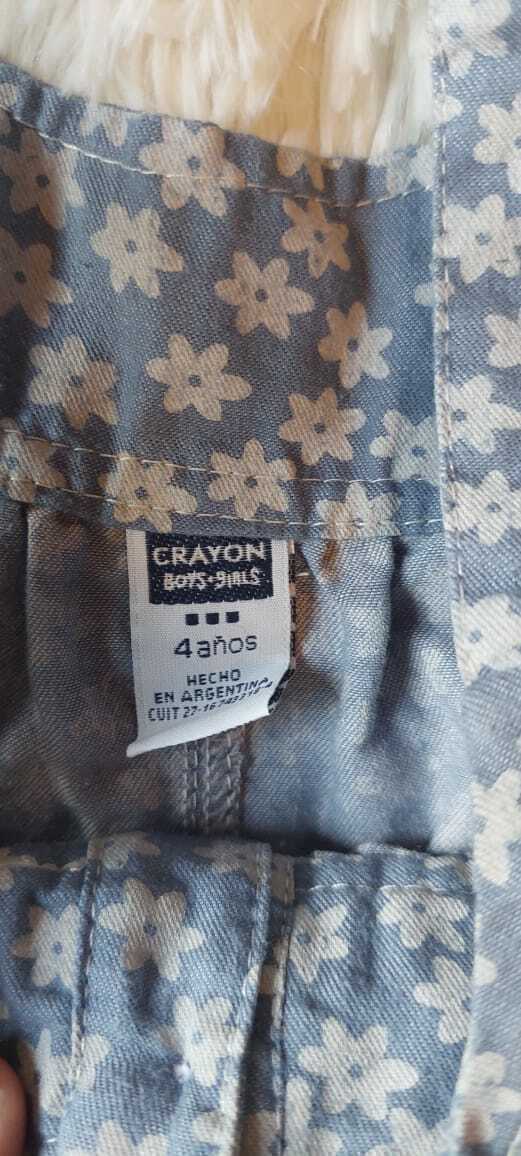 CRAYON
BOYS•GIRLS
4 años
HECHO
EN ARGENTINA
CUIT